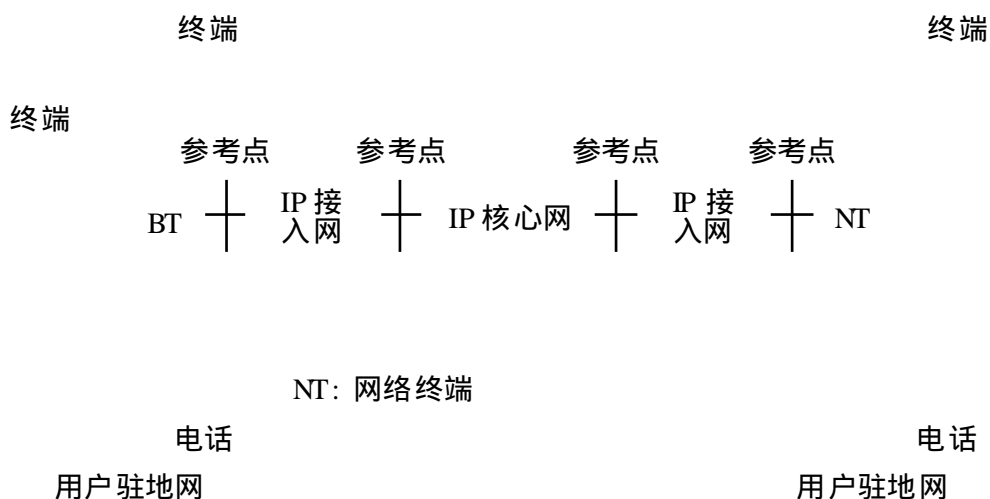 终端 终端
终端
参考点 参考点 参考点 参考点
BT IP 接入网 IP 核心网 IP 接入网 NT
NT: 网络终端
电话 电话
用户驻地网 用户驻地网